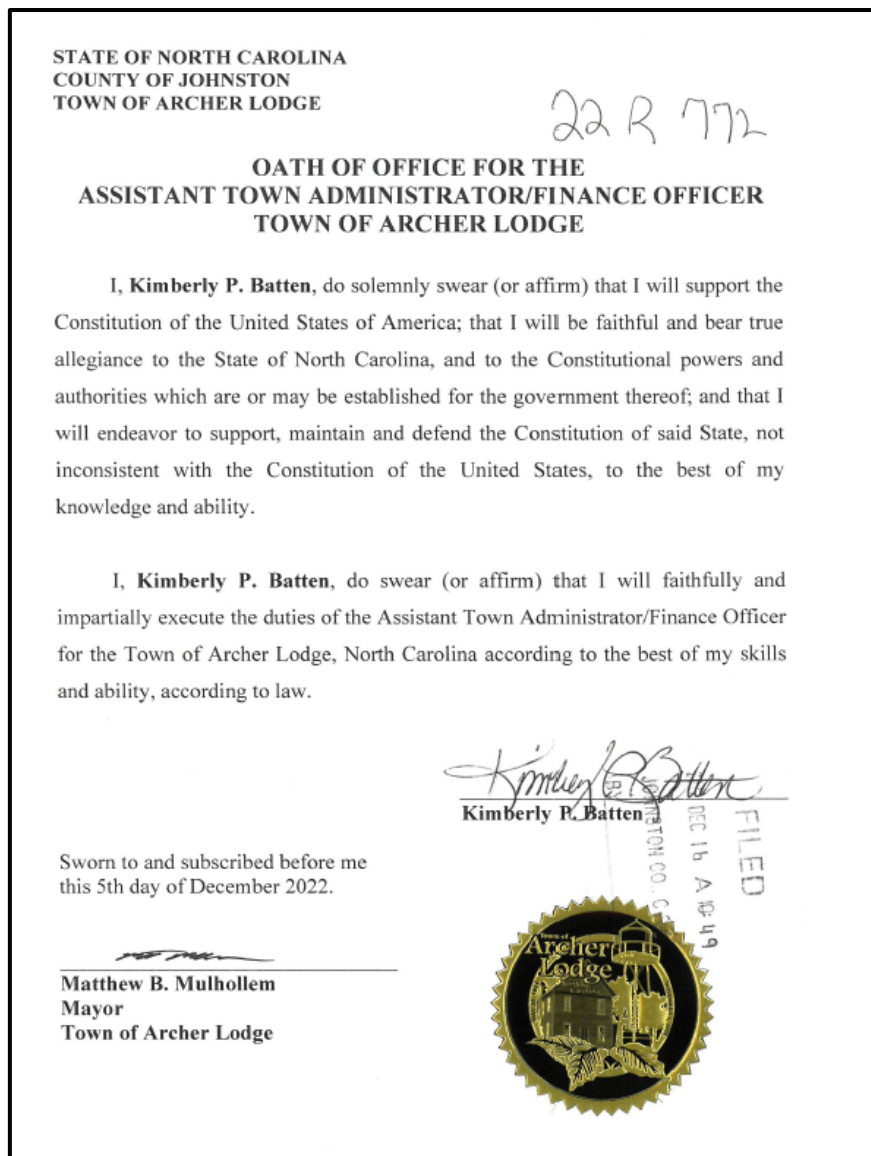 STATE OF NORTH CAROLINA
COUNTY OF JOHNSTON
TOWN OF ARCHER LODGE
22 R 772
OATH OF OFFICE FOR THE
ASSISTANT TOWN ADMINISTRATOR/FINANCE OFFICER
TOWN OF ARCHER LODGE
I, Kimberly P. Batten, do solemnly swear (or affirm) that I will support the
Constitution of the United States of America; that I will be faithful and bear true
allegiance to the State of North Carolina, and to the Constitutional powers and
authorities which are or may be established for the government thereof; and that I
will endeavor to support, maintain and defend the Constitution of said State, not
inconsistent with the Constitution of the United States, to the best of my
knowledge and ability.
I, Kimberly P. Batten, do swear (or affirm) that I will faithfully and
impartially execute the duties of the Assistant Town Administrator/Finance Officer
for the Town of Archer Lodge, North Carolina according to the best of my skills
and ability, according to law.
Kimberly P Batten
Kimberly P. Batten
FILED
DEC 16 A 10:49
JOHNSTON CO., C
BY
Sworn to and subscribed before me
this 5th day of December 2022.
Matthew B. Mulhollem
Mayor
Town of Archer Lodge
Town of
Archer
Lodge